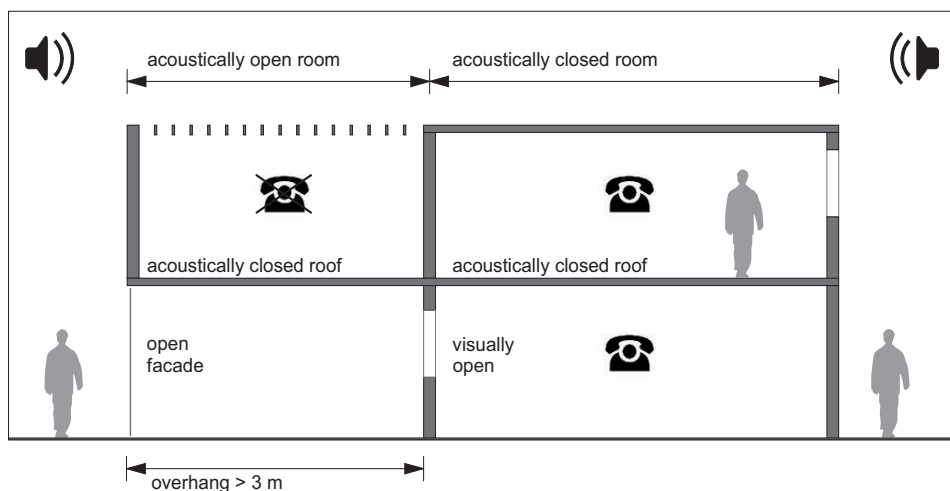 acoustically open room
acoustically closed room
acoustically closed roof
acoustically closed roof
open
facade
visually
open
overhang > 3 m